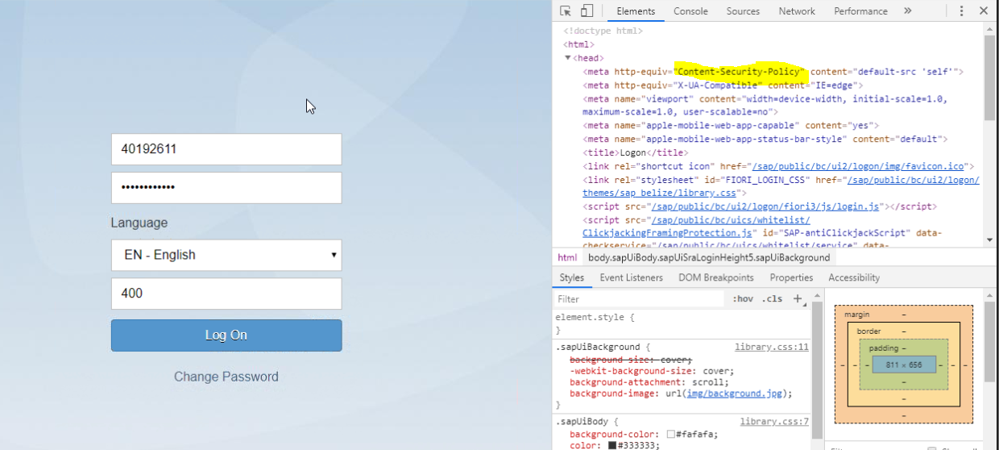 40192611
••••••••••••
Language
EN - English
400
Log On
Change Password
Elements Console Sources Network Performance »
<!doctype html>
<html>
▼<head>
<meta http-equiv="Content-Security-Policy" content="default-src 'self'">
<meta http-equiv="X-UA-Compatible" content="IE=edge">
<meta name="viewport" content="width=device-width, initial-scale=1.0,
maximum-scale=1.0, user-scalable=no">
<meta name="apple-mobile-web-app-capable" content="yes">
<meta name="apple-mobile-web-app-status-bar-style" content="default">
<title>Logon</title>
<link rel="shortcut icon" href="/sap/public/bc/ui2/logon/img/favicon.ico">
<link rel="stylesheet" id="FIORI_LOGIN_CSS" href="/sap/public/bc/ui2/logon/
themes/sap_belize/library.css">
<script src="/sap/public/bc/ui2/logon/fiori3/js/login.js"></script>
<script src="/sap/public/bc/uics/whitelist/
ClickjackingFramingProtection.js" id="SAP-antiClickjackScript" data-
checkservice="/sap/public/bc/uics/whitelist/service" data-
html body.sapUiBody.sapUiSraLoginHeight5.sapUiBackground
Styles Event Listeners DOM Breakpoints Properties Accessibility
Filter :hov .cls +
element.style {
}
.sapUiBackground { library.css:11
background-size: cover;
-webkit-background-size: cover;
background-attachment: scroll;
background-image: url(img/background.jpg);
}
.sapUiBody { library.css:7
background-color: #fafafa;
color: #333333;
margin –
border –
padding –
– – – 811 × 656 – – –
–
–
–